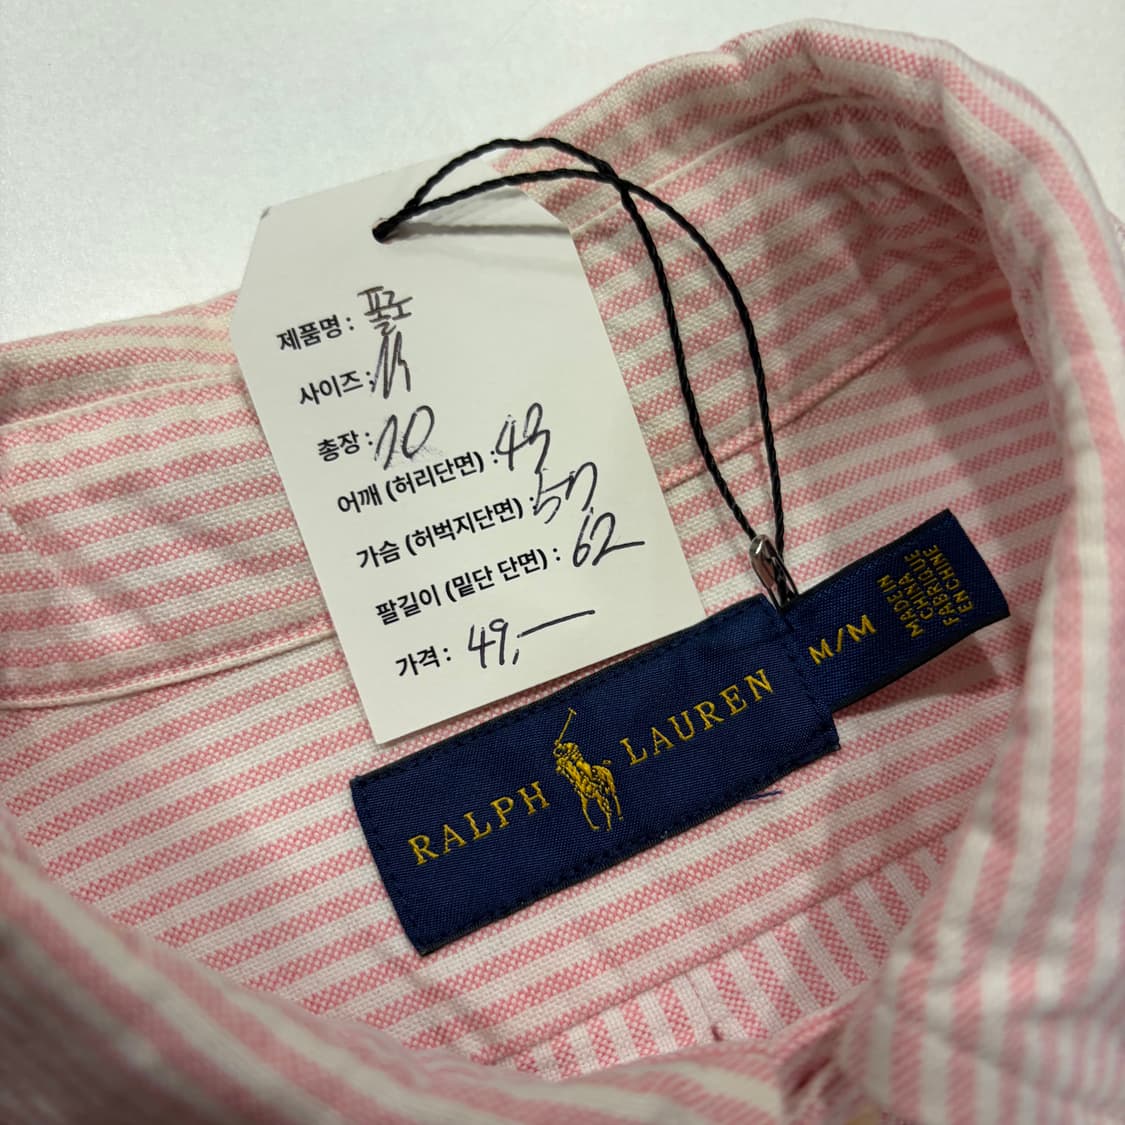 제품명 : 폴로
사이즈 : M
총장 : 70
어깨 (허리단면) : 43
가슴 (허벅지단면) : 57
팔길이 (밑단 단면) : 62
가격 : 49,—
RALPH LAUREN
M/M
MADE IN
CHINA
FABRIQUE
EN CHINE